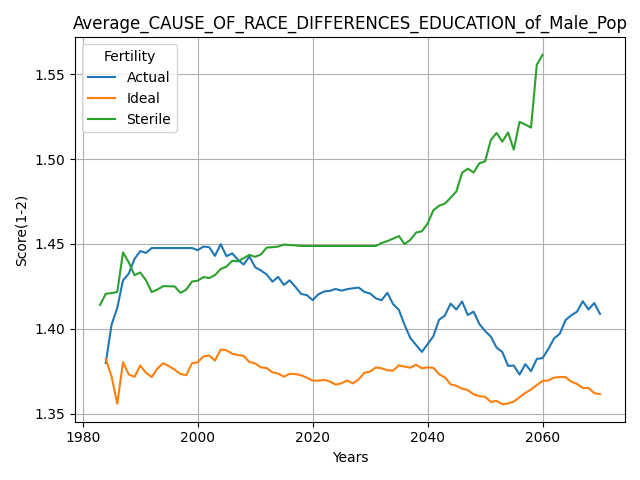 Average_CAUSE_OF_RACE_DIFFERENCES_EDUCATION_of_Male_Pop
Fertility
Actual
Ideal
Sterile
Score(1-2)
1.55
1.50
1.45
1.40
1.35
1980
2000
2020
2040
2060
Years